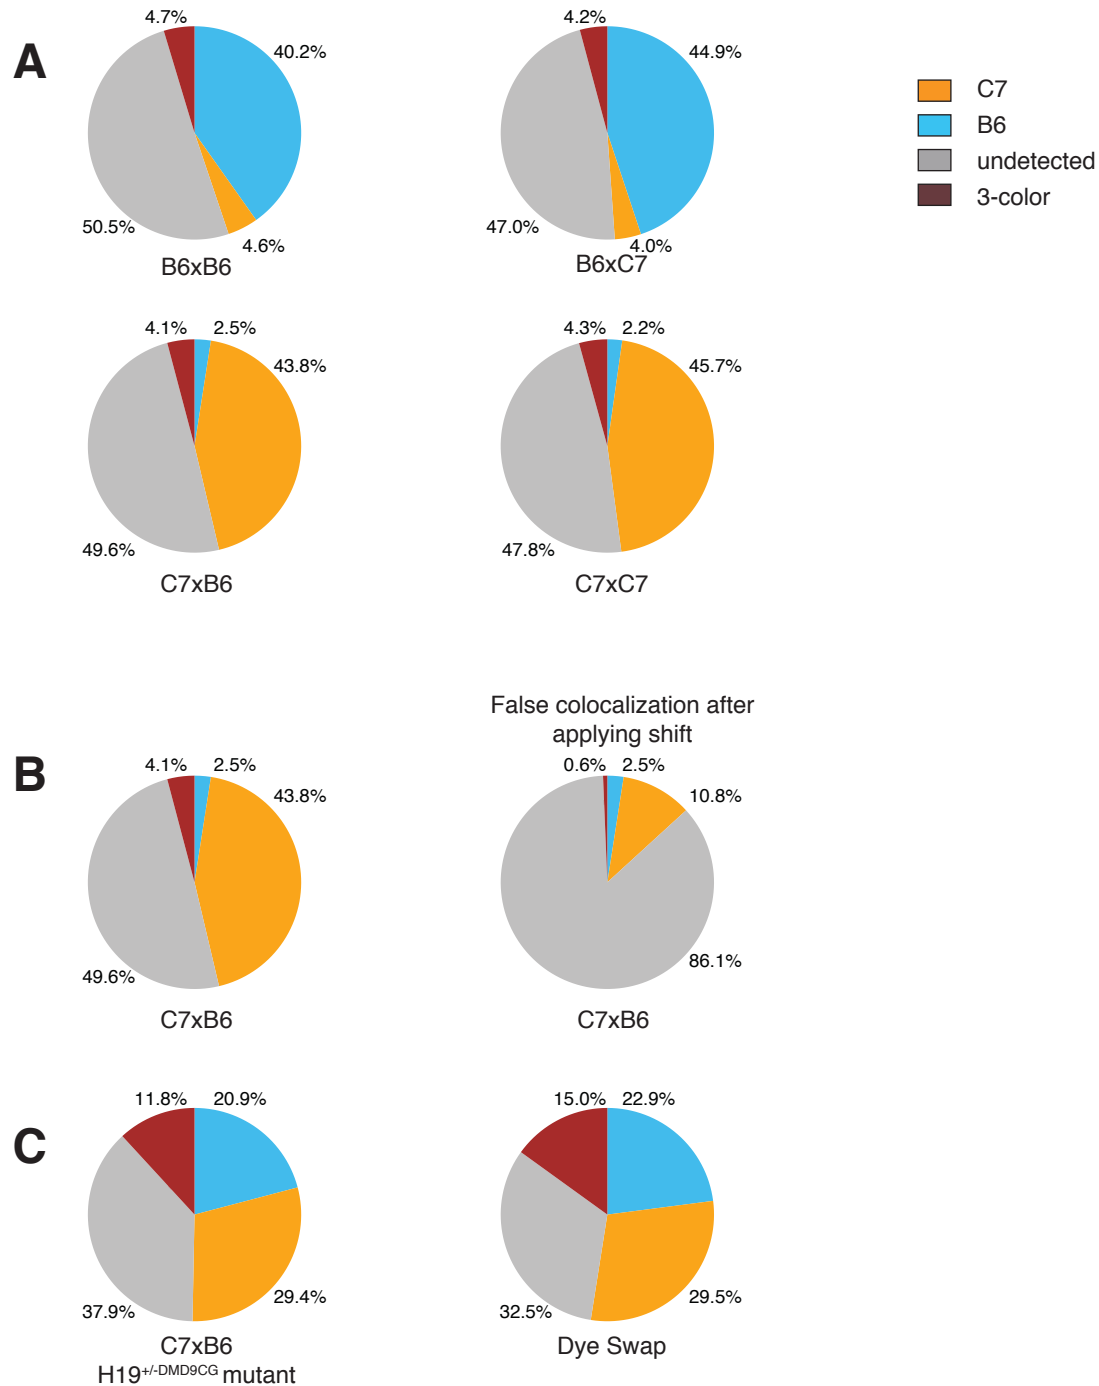 A
4.7%
40.2%
50.5%
4.6%
B6xB6
4.2%
44.9%
47.0%
4.0%
B6xC7
C7
B6
undetected
3-color
4.1%
2.5%
43.8%
49.6%
C7xB6
4.3%
2.2%
45.7%
47.8%
C7xC7
B
4.1%
2.5%
43.8%
49.6%
C7xB6
False colocalization after
applying shift
0.6%
2.5%
10.8%
86.1%
C7xB6
C
11.8%
20.9%
37.9%
29.4%
C7xB6
H19+/-DMD9CG mutant
15.0%
22.9%
32.5%
29.5%
Dye Swap